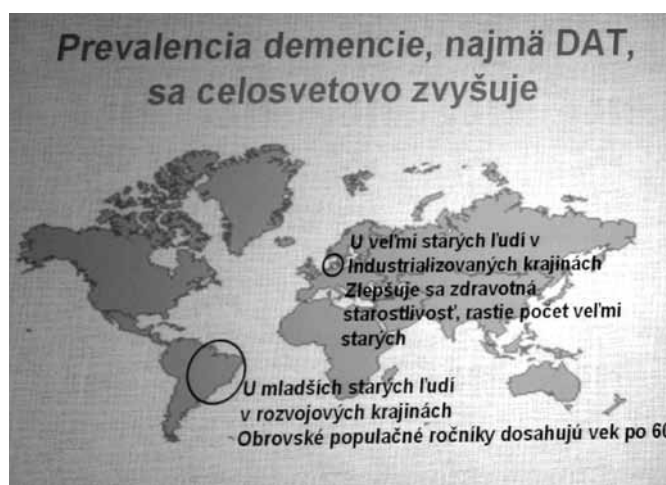 Prevalencia demencie, najmä DAT,
sa celosvetovo zvyšuje
U veľmi starých ľudí v
Industrializovaných krajinách
Zlepšuje sa zdravotná
starostlivosť, rastie počet veľmi
starých
U mladších starých ľudí
v rozvojových krajinách
Obrovské populačné ročníky dosahujú vek po 60